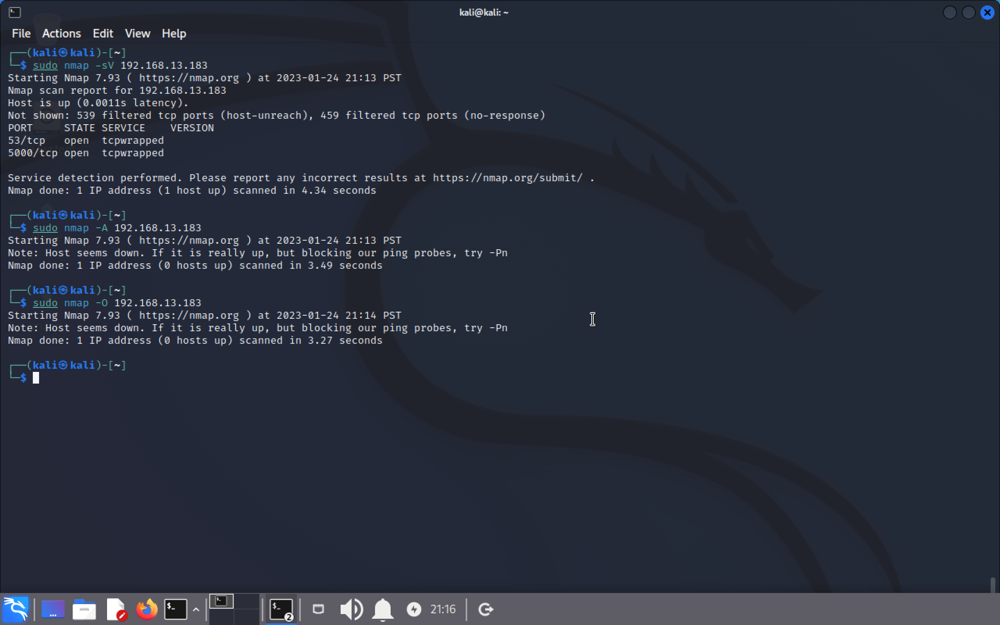 kali@kali: ~
File Actions Edit View Help
┌──(kali㉿kali)-[~]
└─$ sudo nmap -sV 192.168.13.183
Starting Nmap 7.93 ( https://nmap.org ) at 2023-01-24 21:13 PST
Nmap scan report for 192.168.13.183
Host is up (0.0011s latency).
Not shown: 539 filtered tcp ports (host-unreach), 459 filtered tcp ports (no-response)
PORT     STATE SERVICE    VERSION
53/tcp   open  tcpwrapped
5000/tcp open  tcpwrapped
Service detection performed. Please report any incorrect results at https://nmap.org/submit/ .
Nmap done: 1 IP address (1 host up) scanned in 4.34 seconds
┌──(kali㉿kali)-[~]
└─$ sudo nmap -A 192.168.13.183
Starting Nmap 7.93 ( https://nmap.org ) at 2023-01-24 21:13 PST
Note: Host seems down. If it is really up, but blocking our ping probes, try -Pn
Nmap done: 1 IP address (0 hosts up) scanned in 3.49 seconds
┌──(kali㉿kali)-[~]
└─$ sudo nmap -O 192.168.13.183
Starting Nmap 7.93 ( https://nmap.org ) at 2023-01-24 21:14 PST
Note: Host seems down. If it is really up, but blocking our ping probes, try -Pn
Nmap done: 1 IP address (0 hosts up) scanned in 3.27 seconds
┌──(kali㉿kali)-[~]
└─$
$_ $_ 2 21:16